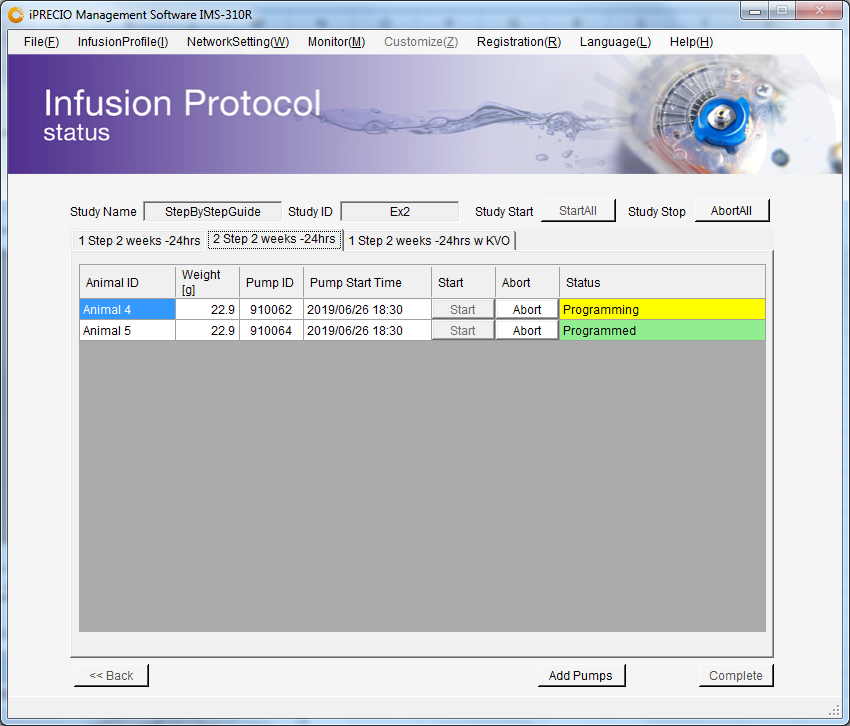 iPRECIO Management Software IMS-310R
File(F) InfusionProfile(I) NetworkSetting(W) Monitor(M) Customize(Z) Registration(R) Language(L) Help(H)
Infusion Protocol
status
Study Name StepByStepGuide Study ID Ex2 Study Start StartAll Study Stop AbortAll
1 Step 2 weeks -24hrs 2 Step 2 weeks -24hrs 1 Step 2 weeks -24hrs w KVO
Animal ID Weight [g] Pump ID Pump Start Time Start Abort Status
Animal 4 22.9 910062 2019/06/26 18:30 Start Abort Programming
Animal 5 22.9 910064 2019/06/26 18:30 Start Abort Programmed
<< Back Add Pumps Complete